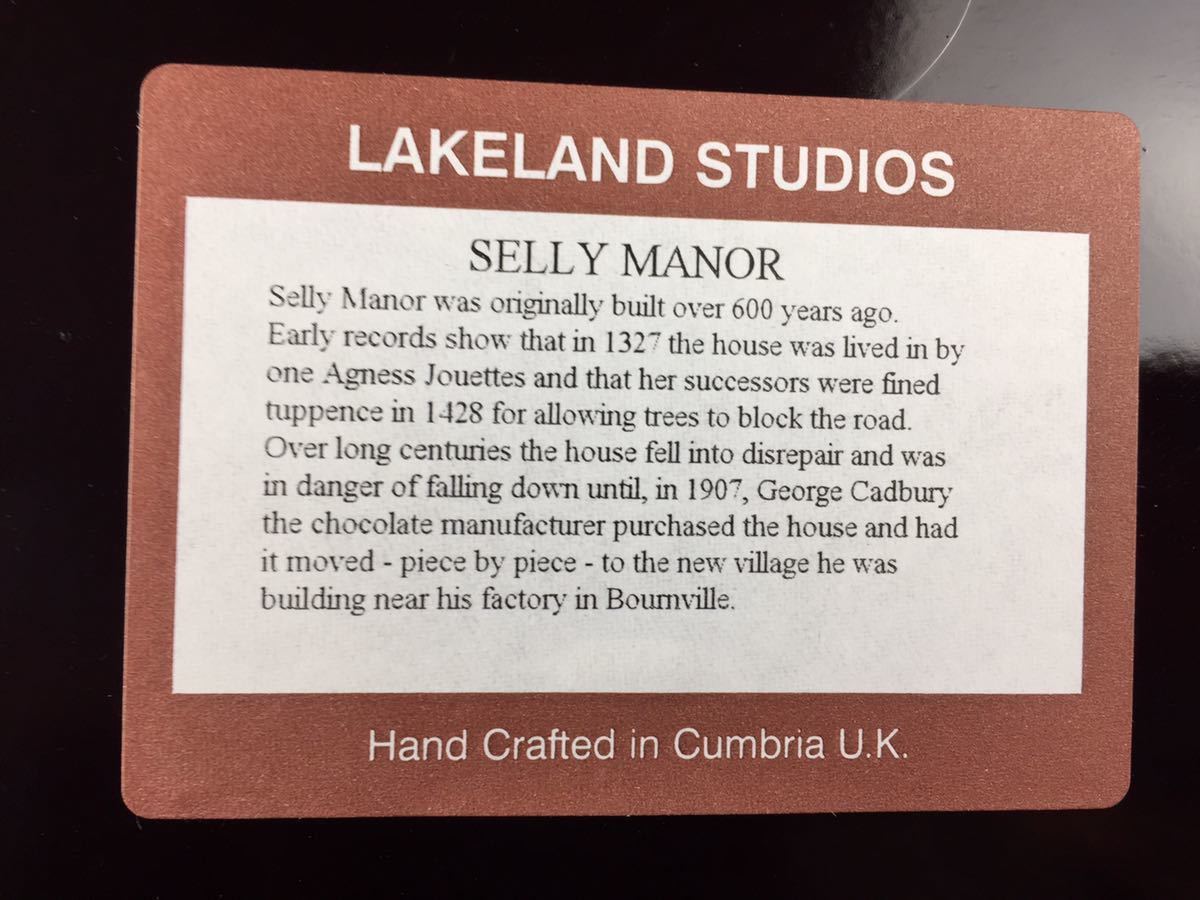 LAKELAND STUDIOS
SELLY MANOR
Selly Manor was originally built over 600 years ago.
Early records show that in 1327 the house was lived in by
one Agness Jouettes and that her successors were fined
tuppence in 1428 for allowing trees to block the road.
Over long centuries the house fell into disrepair and was
in danger of falling down until, in 1907, George Cadbury
the chocolate manufacturer purchased the house and had
it moved - piece by piece - to the new village he was
building near his factory in Bournville.
Hand Crafted in Cumbria U.K.